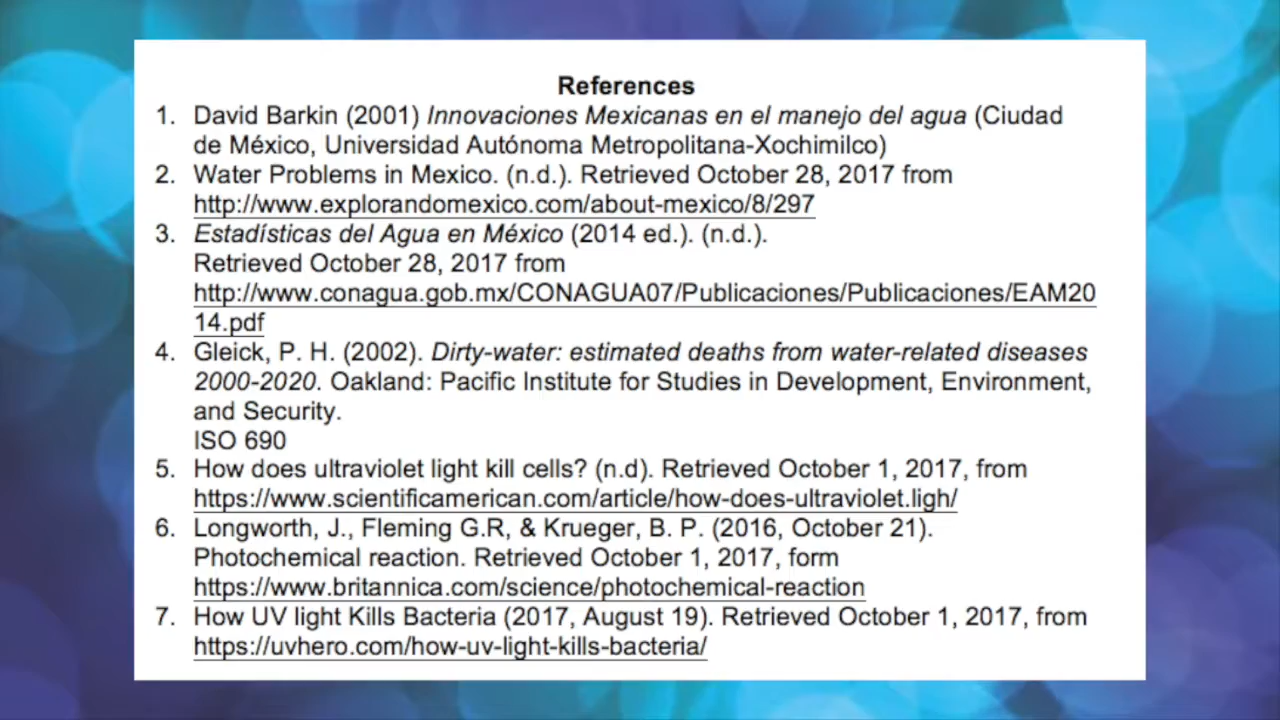 References
1. David Barkin (2001) Innovaciones Mexicanas en el manejo del agua (Ciudad
de México, Universidad Autónoma Metropolitana-Xochimilco)
2. Water Problems in Mexico. (n.d.). Retrieved October 28, 2017 from
http://www.explorandomexico.com/about-mexico/8/297
3. Estadísticas del Agua en México (2014 ed.). (n.d.).
Retrieved October 28, 2017 from
http://www.conagua.gob.mx/CONAGUA07/Publicaciones/Publicaciones/EAM20
14.pdf
4. Gleick, P. H. (2002). Dirty-water: estimated deaths from water-related diseases
2000-2020. Oakland: Pacific Institute for Studies in Development, Environment,
and Security.
ISO 690
5. How does ultraviolet light kill cells? (n.d). Retrieved October 1, 2017, from
https://www.scientificamerican.com/article/how-does-ultraviolet.ligh/
6. Longworth, J., Fleming G.R, & Krueger, B. P. (2016, October 21).
Photochemical reaction. Retrieved October 1, 2017, form
https://www.britannica.com/science/photochemical-reaction
7. How UV light Kills Bacteria (2017, August 19). Retrieved October 1, 2017, from
https://uvhero.com/how-uv-light-kills-bacteria/